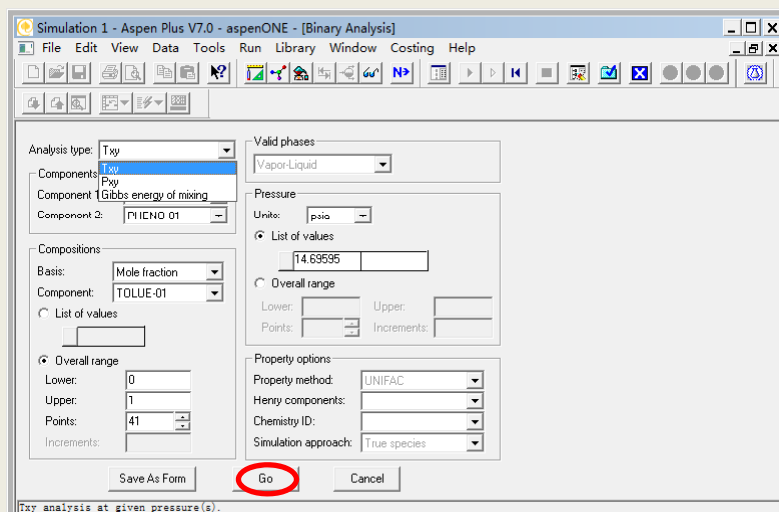 Simulation 1 - Aspen Plus V7.0 - aspenONE - [Binary Analysis]
File Edit View Data Tools Run Library Window Costing Help
N>
Analysis type: Txy
Txy
Pxy
Gibbs energy of mixing
Components
Component 1
Component 2: PHENO-01
Compositions
Basis: Mole fraction
Component: TOLUE-01
List of values
Overall range
Lower: 0
Upper: 1
Points: 41
Increments:
Valid phases
Vapor-Liquid
Pressure
Units: psia
List of values
14.69595
Overall range
Lower: Upper:
Points: Increments:
Property options
Property method: UNIFAC
Henry components:
Chemistry ID:
Simulation approach: True species
Save As Form Go Cancel
Txy analysis at given pressure(s).